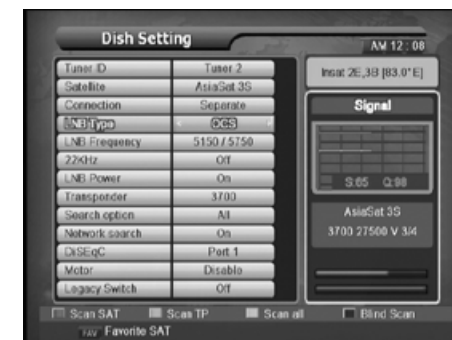 Dish Setting
AM 12 : 08
Tuner ID Tuner 2
Satellite AsiaSat 3S
Connection Separate
LNB Type OCS
LNB Frequency 5150 / 5750
22KHz Off
LNB Power On
Transponder 3700
Search option All
Network search On
DiSEqC Port 1
Motor Disable
Legacy Switch Off
Insat 2E,3B [83.0°E]
Signal
S:65 Q:98
AsiaSat 3S
3700 27500 V 3/4
Scan SAT Scan TP Scan all Blind Scan
FAV Favorite SAT